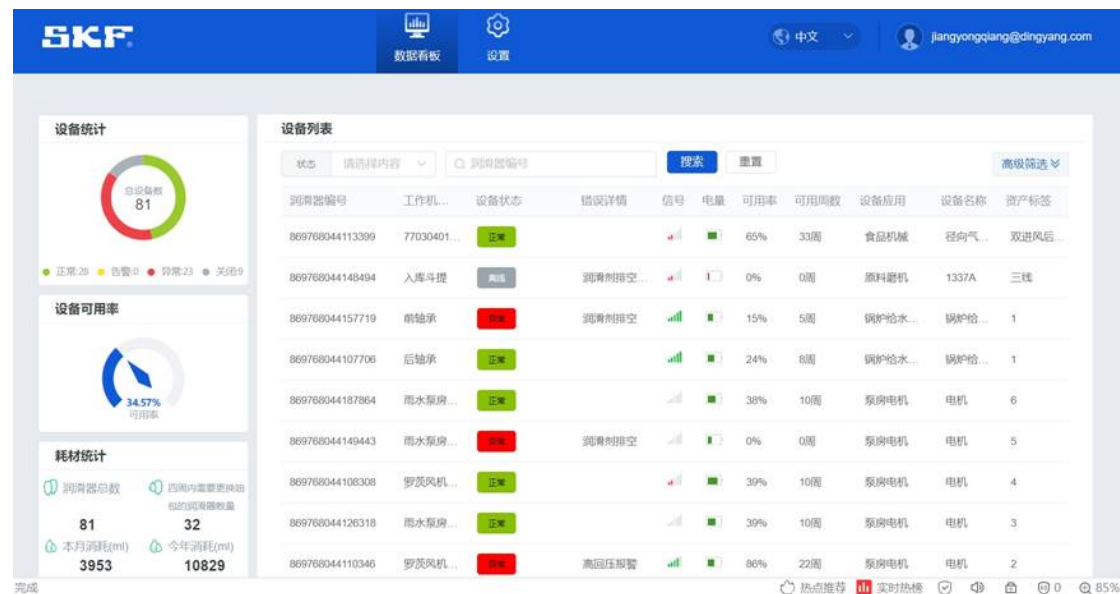 SKF
数据看板
设置
中文
jiangyongqiang@dingyang.com
设备统计
总设备数
81
告警:0
设备可用率
34.57%
可用率
耗材统计
润滑器总数
四周内需要更换油
包的润滑器数量
81
32
本月消耗(ml)
今年消耗(ml)
3953
10829
设备列表
状态 请选择内容 润滑器编号 搜索 重置 高级筛选
润滑器编号 工作机... 设备状态 错误详情 信号 电量 可用率 可用周数 设备应用 设备名称 资产标签
869768044113399 77030401... 正常 65% 33周 食品机械 径向气... 双进风后...
869768044148494 入库斗提 离线 润滑剂排空... 0% 0周 原料磨机 1337A 三线
869768044157719 前轴承 异常 润滑剂排空 15% 5周 锅炉给水... 锅炉给... 1
869768044107706 后轴承 正常 24% 8周 锅炉给水... 锅炉给... 1
869768044187864 雨水泵房... 正常 38% 10周 泵房电机 电机 6
869768044149443 雨水泵房... 异常 润滑剂排空 0% 0周 泵房电机 电机 5
869768044108308 罗茨风机... 正常 39% 10周 泵房电机 电机 4
869768044126318 雨水泵房... 正常 39% 10周 泵房电机 电机 3
869768044110346 罗茨风机... 异常 高回压报警 86% 22周 泵房电机 电机 2
完成
热点推荐 实时热榜 0 85%